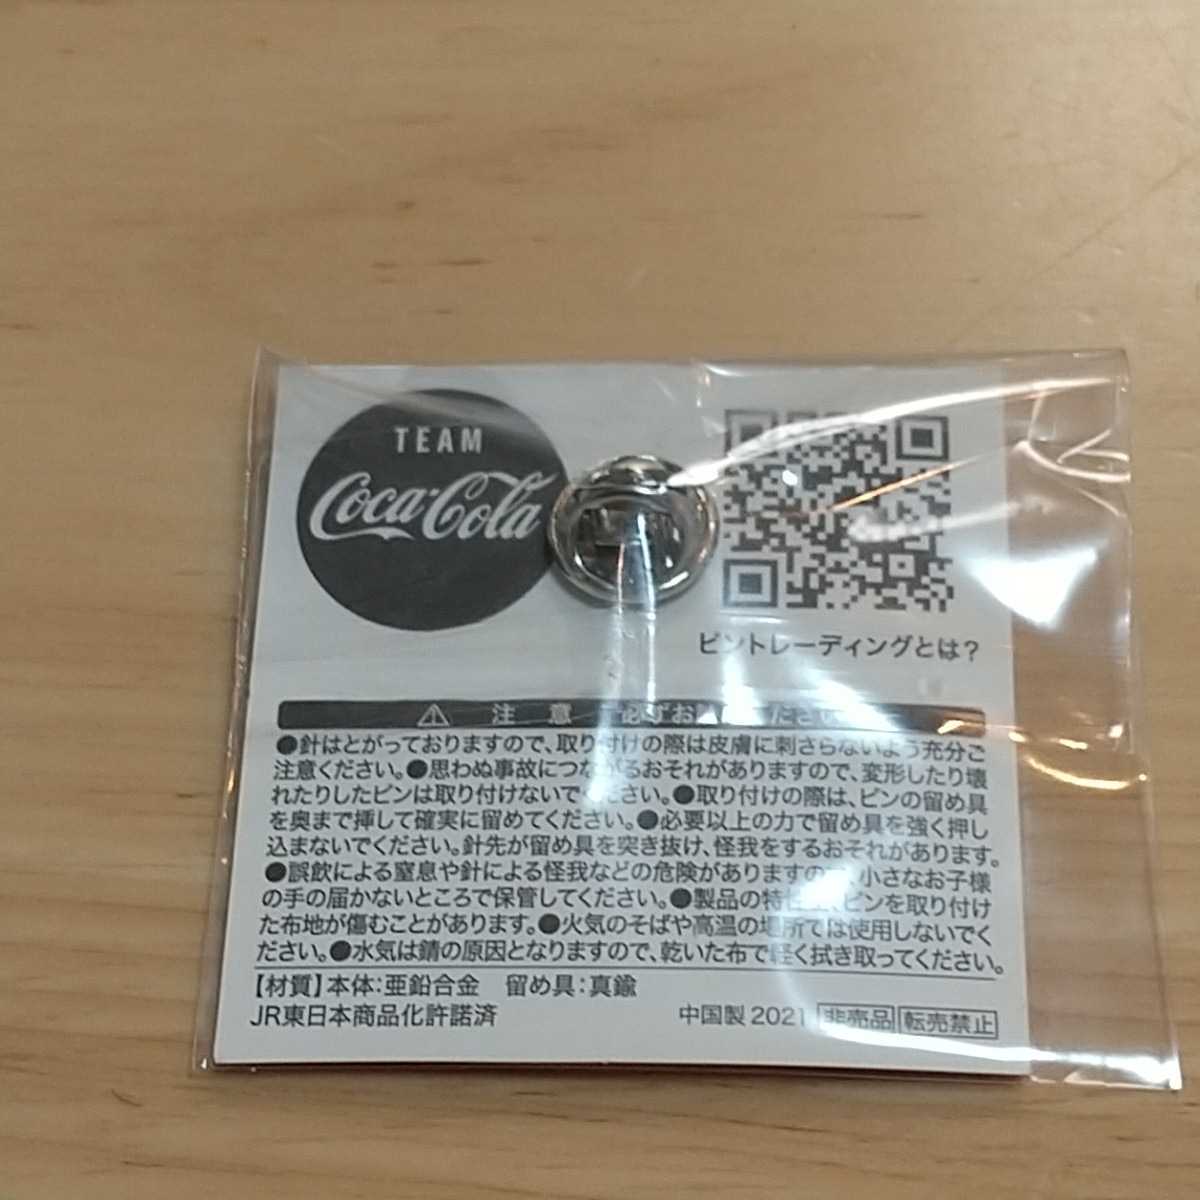 TEAM
Coca-Cola
ピントレーディングとは?
注 意 必ずお ださい
●針はとがっておりますので、取り付けの際は皮膚に刺さらないよう充分ご
注意ください。●思わぬ事故につながるおそれがありますので、変形したり壊
れたりしたピンは取り付けないでください。●取り付けの際は、ピンの留め具
を奥まで挿して確実に留めてください。●必要以上の力で留め具を強く押し
込まないでください。針先が留め具を突き抜け、怪我をするおそれがあります。
●誤飲による窒息や針による怪我などの危険がありますので、小さなお子様
の手の届かないところで保管してください。●製品の特性上、ピンを取り付け
た布地が傷むことがあります。●火気のそばや高温の場所では使用しないでく
ださい。●水気は錆の原因となりますので、乾いた布で軽く拭き取ってください。
【材質】本体:亜鉛合金 留め具:真鍮
JR東日本商品化許諾済 中国製 2021 非売品 転売禁止